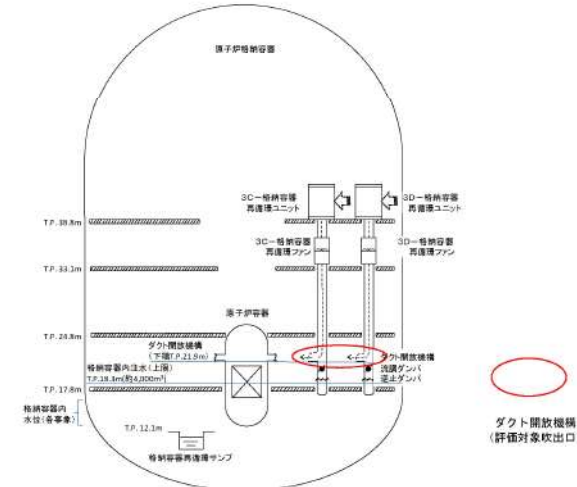 原子炉格納容器
3C－格納容器
再循環ユニット
3D－格納容器
再循環ユニット
T.P.38.8m
3C－格納容器
再循環ファン
3D－格納容器
再循環ファン
T.P.33.1m
原子炉容器
T.P.24.8m
ダクト開放機構
(下端T.P.21.9m)
ダクト開放機構
格納容器内注水(上限)
T.P.18.3m(約4,000m³)
流調ダンパ
逆止ダンパ
T.P.17.8m
格納容器内
水位(各事象)
T.P.12.1m
格納容器再循環サンプ
ダクト開放機構
(評価対象吹出口